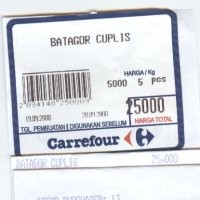 BATAGOR CUPLIS
HARGA/Kg
5000 5 pcs
2094140250009
25000
19.09.2008 20.09.2008
TGL. PEMBUATAN DIGUNAKAN SEBELUM HARGA TOTAL
Carrefour
BATAGOR CUPLIS 25.000